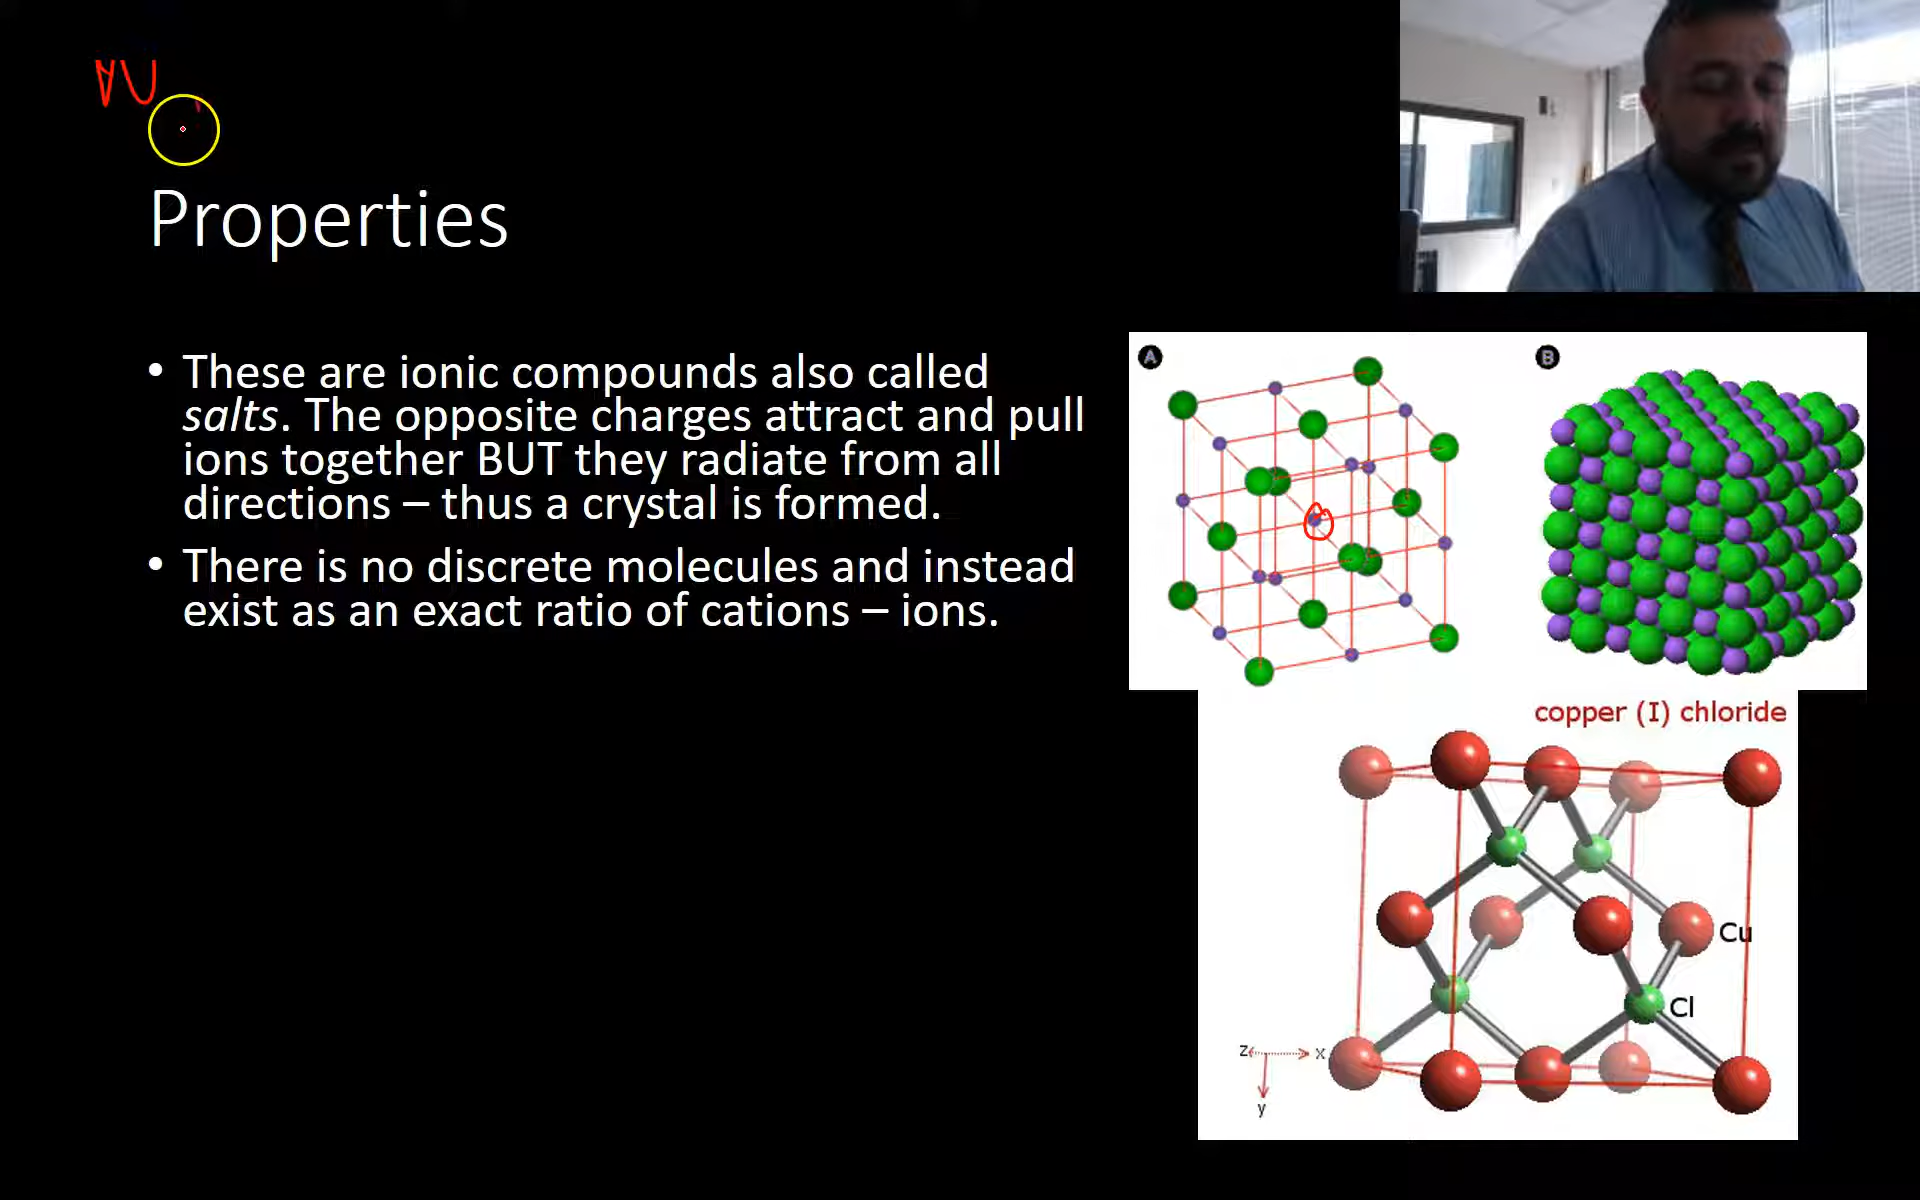 Properties
• These are ionic compounds also called
salts. The opposite charges attract and pull
ions together BUT they radiate from all
directions – thus a crystal is formed.
• There is no discrete molecules and instead
exist as an exact ratio of cations – ions.
A
B
copper (I) chloride
Cu
Cl
z
x
y